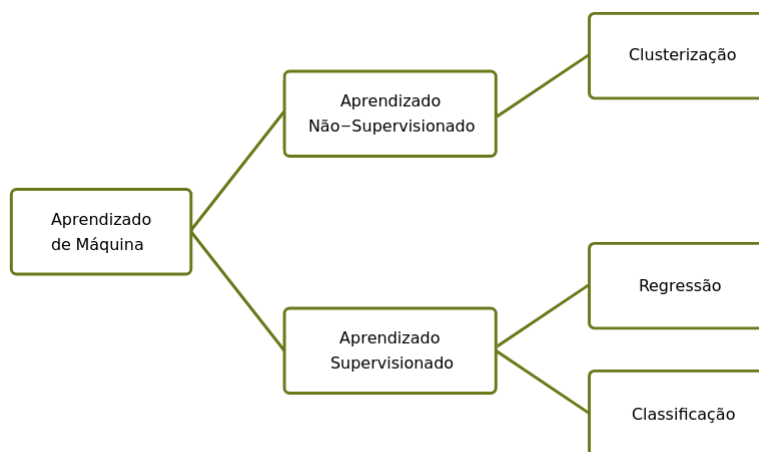 Clusterização
Aprendizado
Não−Supervisionado
Aprendizado
de Máquina
Regressão
Aprendizado
Supervisionado
Classificação